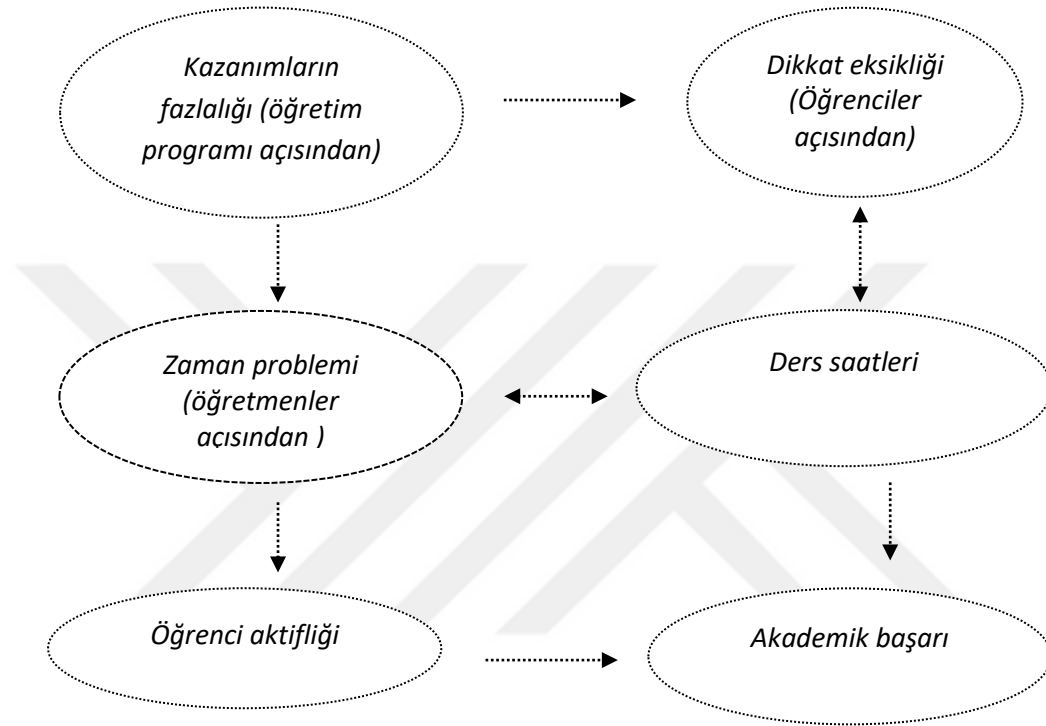 Kazanımların
fazlalığı (öğretim
programı açısından)
Dikkat eksikliği
(Öğrenciler
açısından)
Zaman problemi
(öğretmenler
açısından )
Ders saatleri
Öğrenci aktifliği
Akademik başarı